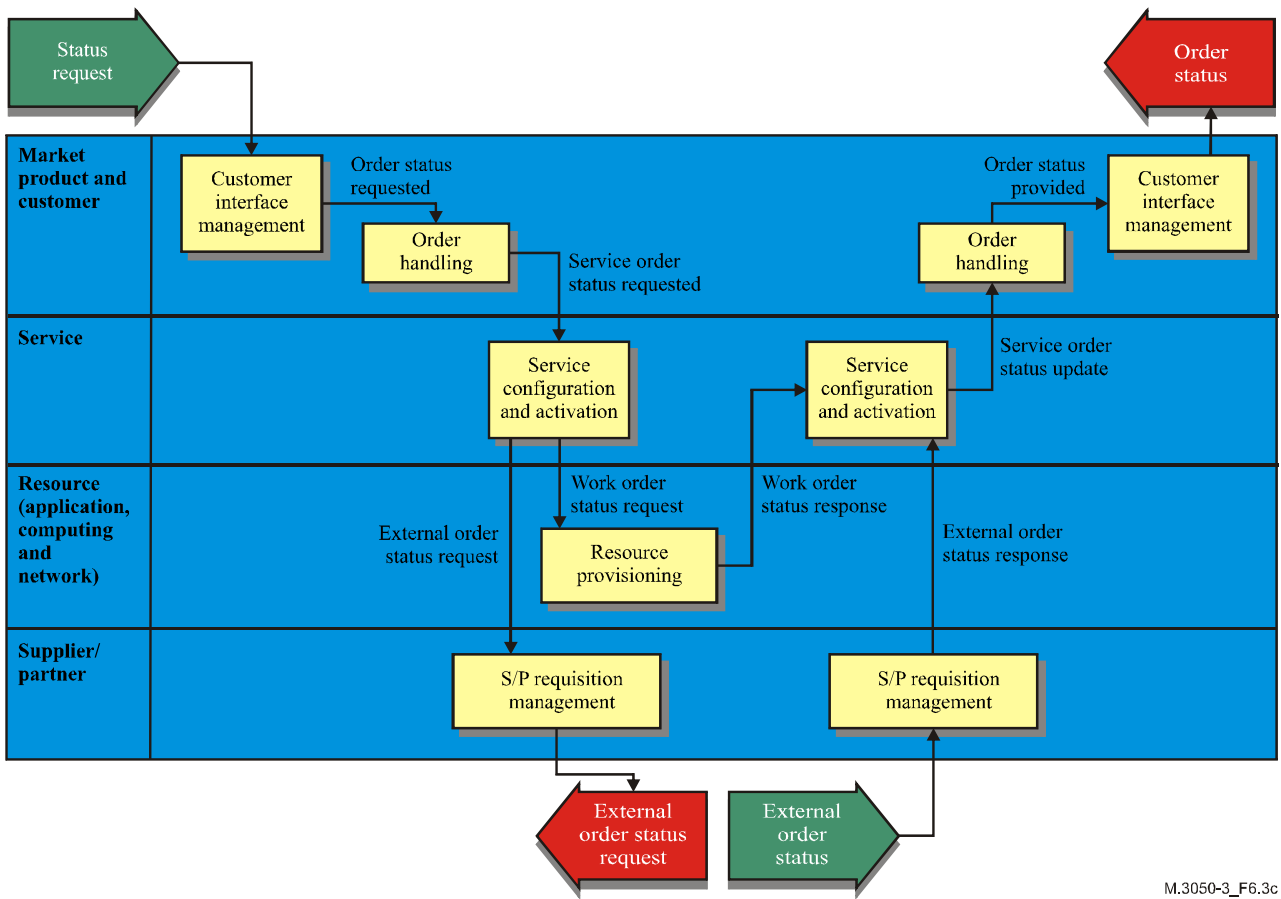 Status
request
Order
status
Market
product and
customer
Customer
interface
management
Order status
requested
Order
handling
Service order
status requested
Order status
provided
Customer
interface
management
Order
handling
Service
Service
configuration
and activation
Service
configuration
and activation
Service order
status update
Resource
(application,
computing
and
network)
External order
status request
Work order
status request
Resource
provisioning
Work order
status response
External order
status response
Supplier/
partner
S/P requisition
management
S/P requisition
management
External
order status
request
External
order
status
M.3050-3_F6.3c